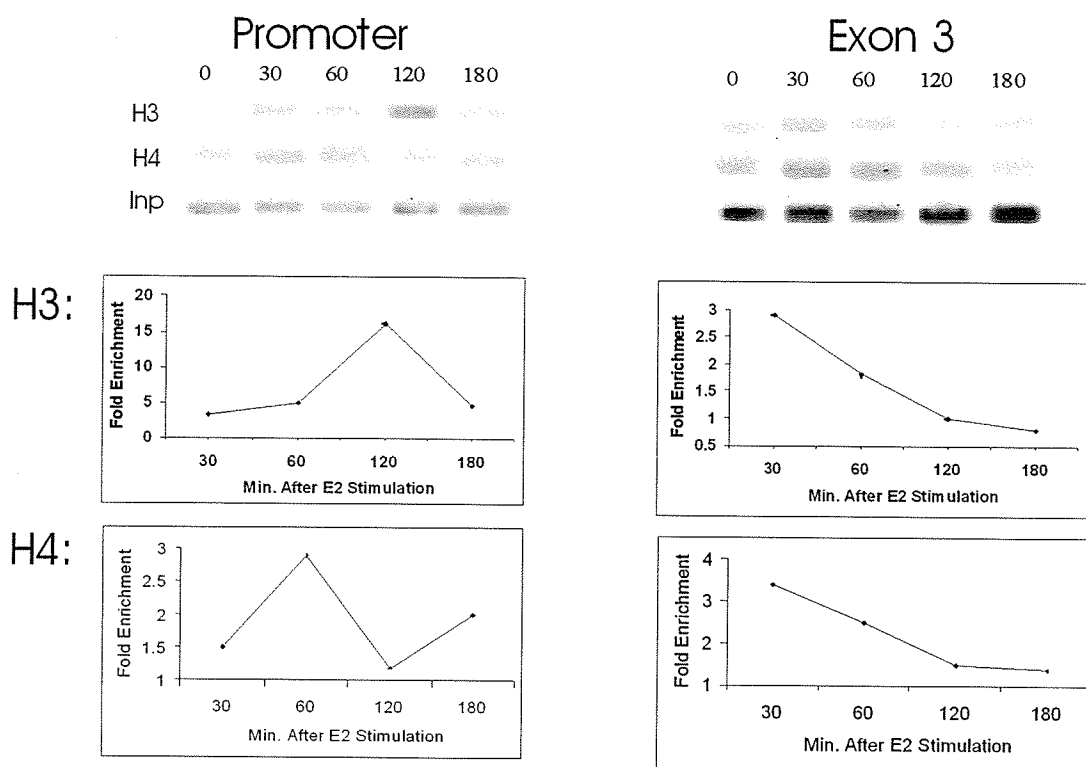 Promoter
0 30 60 120 180
H3
H4
Inp
Exon 3
0 30 60 120 180
H3:
Fold Enrichment
20
15
10
5
0
30 60 120 180
Min. After E2 Stimulation
Fold Enrichment
3
2.5
2
1.5
1
0.5
30 60 120 180
Min. After E2 Stimulation
H4:
Fold Enrichment
3
2.5
2
1.5
1
30 60 120 180
Min. After E2 Stimulation
Fold Enrichment
4
3
2
1
30 60 120 180
Min. After E2 Stimulation